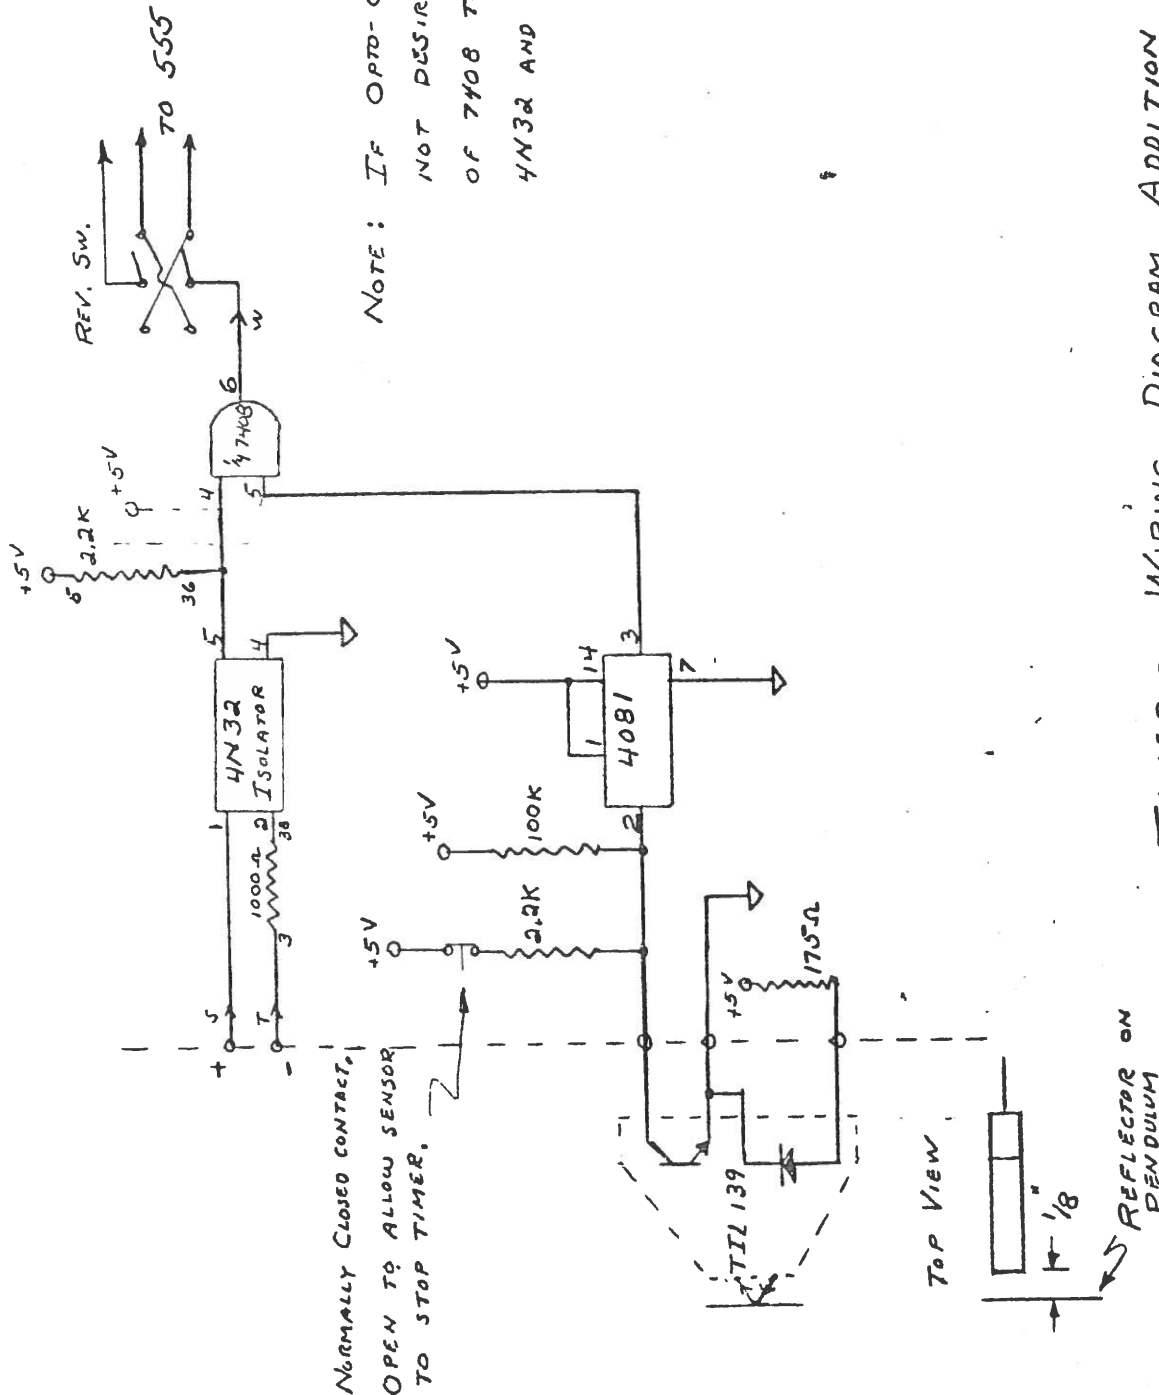 REV. SW.
TO 555
+5V
6
2.2K
36
+5V
4
5
¼ 7408
6
W
5
4
4N32
ISOLATOR
1
2
38
1000Ω
3
S
T
+
-
NOTE: IF OPTO-
NOT DESIR
OF 7408 T
4N32 AND
NORMALLY CLOSED CONTACT,
OPEN TO ALLOW SENSOR
TO STOP TIMER.
+5V
2.2K
+5V
100K
2
+5V
1
14
4081
3
7
+5V
175Ω
TIL 139
TOP VIEW
1/8"
REFLECTOR ON
PENDULUM
WIRING DIAGRAM ADDITION